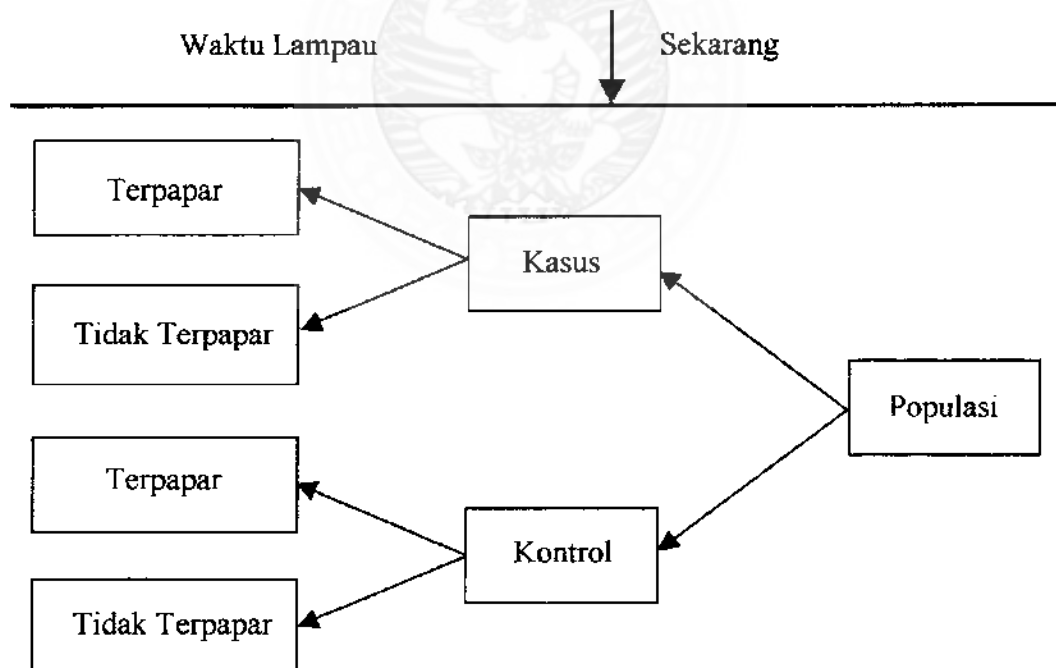 Waktu Lampau
Sekarang
Terpapar
Kasus
Tidak Terpapar
Populasi
Terpapar
Kontrol
Tidak Terpapar